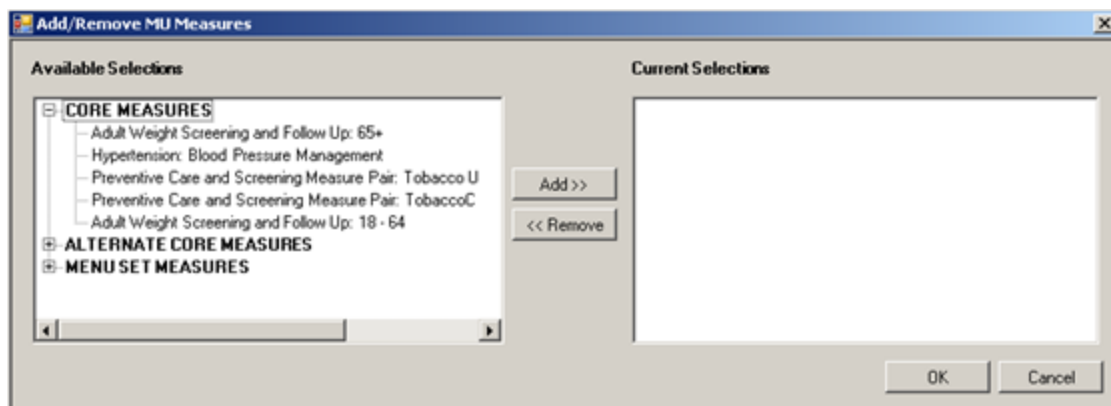 Add/Remove MU Measures
Available Selections
Current Selections
CORE MEASURES
Adult Weight Screening and Follow Up: 65+
Hypertension: Blood Pressure Management
Preventive Care and Screening Measure Pair: Tobacco U
Preventive Care and Screening Measure Pair: TobaccoC
Adult Weight Screening and Follow Up: 18 - 64
ALTERNATE CORE MEASURES
MENU SET MEASURES
Add >>
<< Remove
OK
Cancel